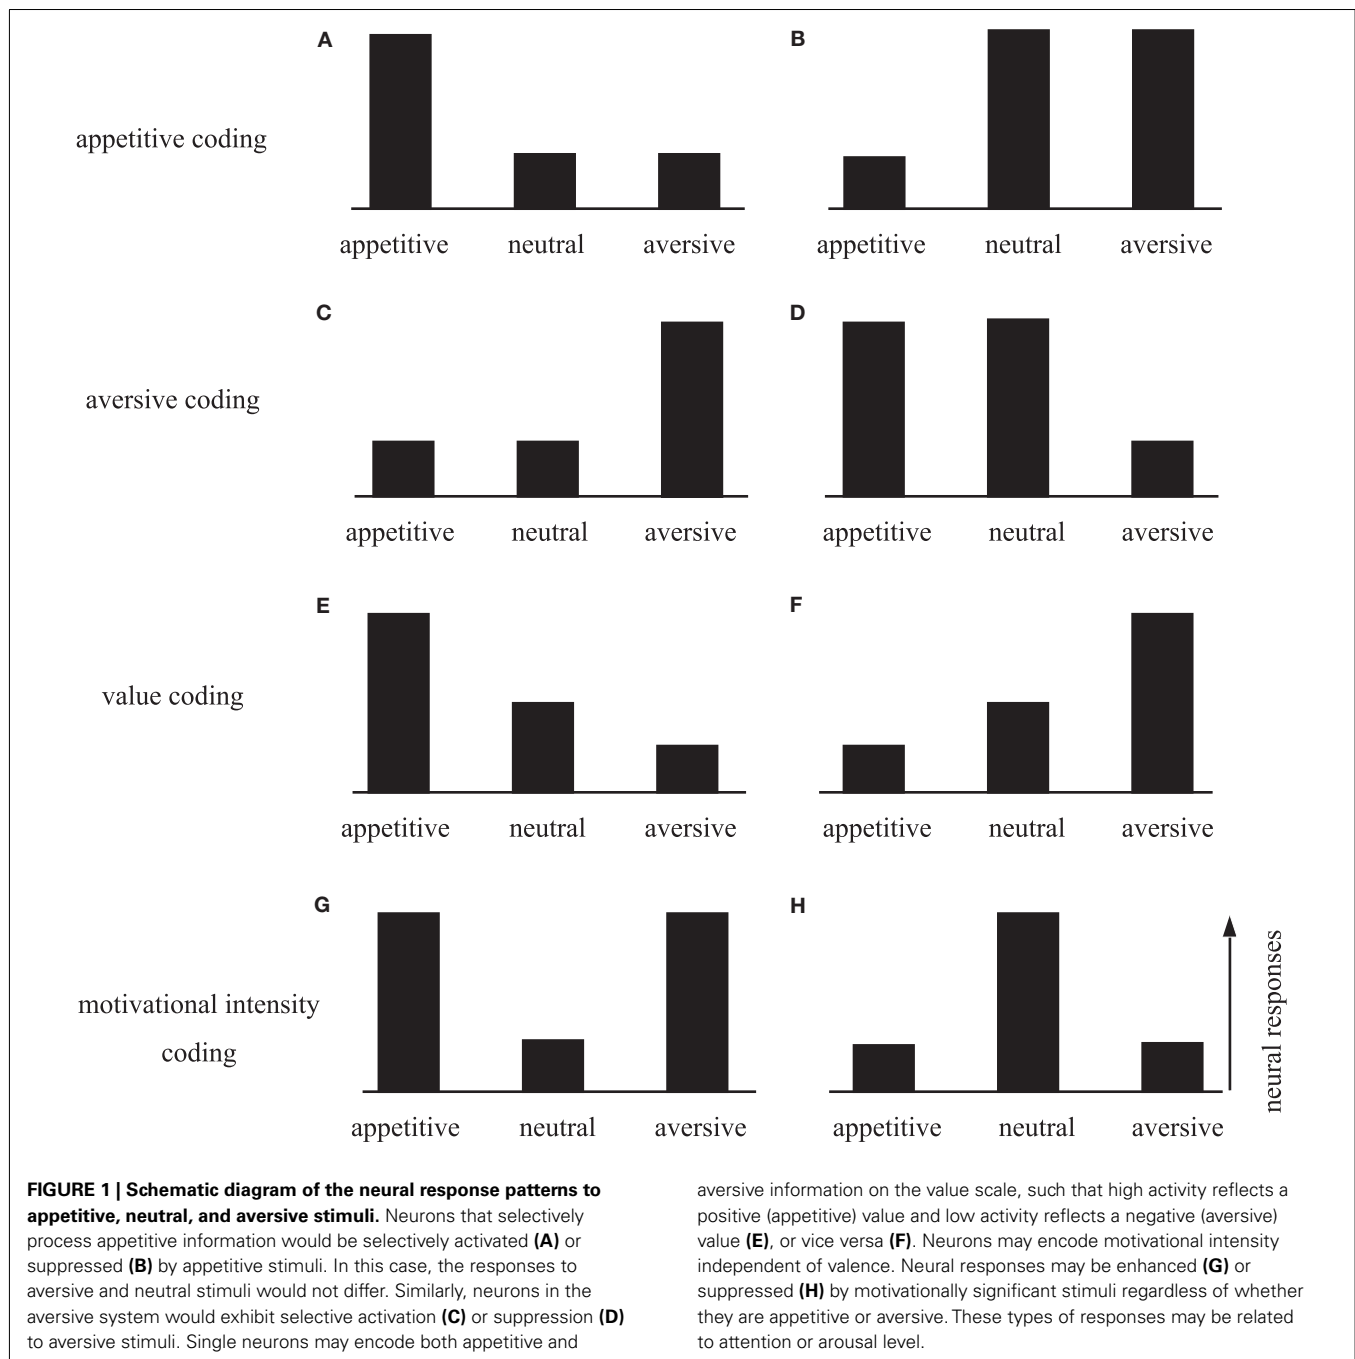 A
B
appetitive coding
appetitive
neutral
aversive
appetitive
neutral
aversive
C
D
aversive coding
appetitive
neutral
aversive
appetitive
neutral
aversive
E
F
value coding
appetitive
neutral
aversive
appetitive
neutral
aversive
G
H
motivational intensity
coding
neural responses
appetitive
neutral
aversive
appetitive
neutral
aversive
FIGURE 1 | Schematic diagram of the neural response patterns to
appetitive, neutral, and aversive stimuli. Neurons that selectively
process appetitive information would be selectively activated (A) or
suppressed (B) by appetitive stimuli. In this case, the responses to
aversive and neutral stimuli would not differ. Similarly, neurons in the
aversive system would exhibit selective activation (C) or suppression (D)
to aversive stimuli. Single neurons may encode both appetitive and
aversive information on the value scale, such that high activity reflects a
positive (appetitive) value and low activity reflects a negative (aversive)
value (E), or vice versa (F). Neurons may encode motivational intensity
independent of valence. Neural responses may be enhanced (G) or
suppressed (H) by motivationally significant stimuli regardless of whether
they are appetitive or aversive. These types of responses may be related
to attention or arousal level.